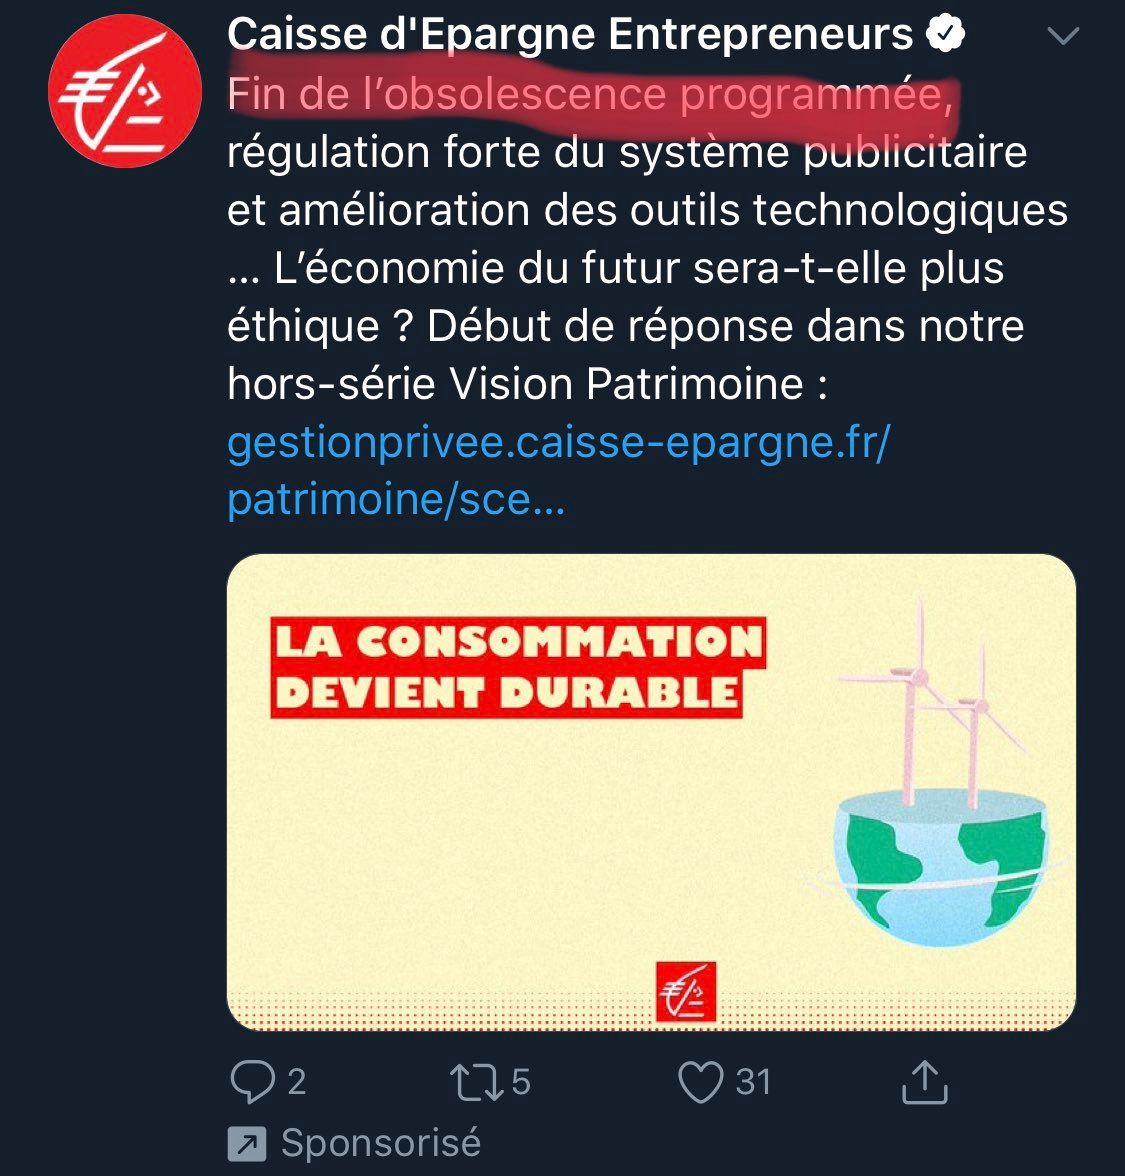 Caisse d'Epargne Entrepreneurs
Fin de l’obsolescence programmée,
régulation forte du système publicitaire
et amélioration des outils technologiques
... L’économie du futur sera-t-elle plus
éthique ? Début de réponse dans notre
hors-série Vision Patrimoine :
gestionprivee.caisse-epargne.fr/
patrimoine/sce...
LA CONSOMMATION
DEVIENT DURABLE
2
5
31
Sponsorisé